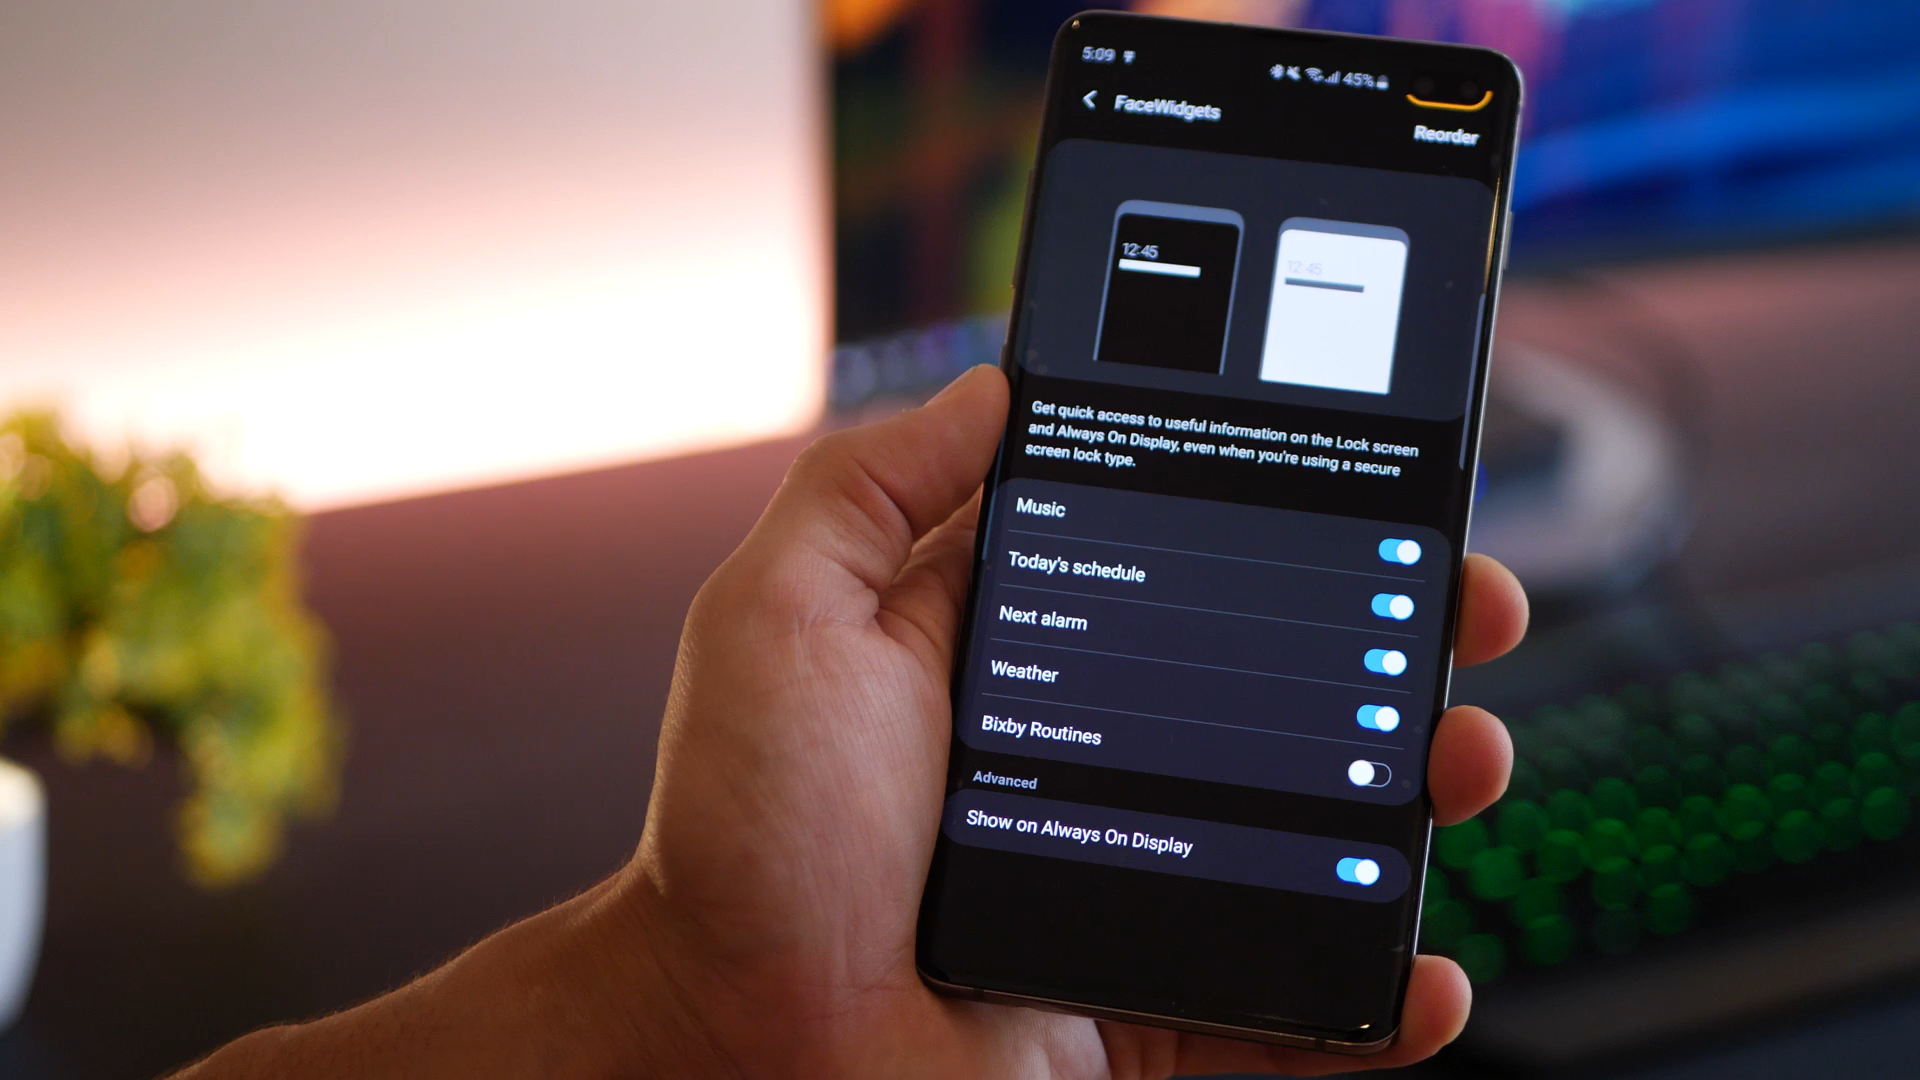 5:09
45%
FaceWidgets
Reorder
12:45
12:45
Get quick access to useful information on the Lock screen
and Always On Display, even when you're using a secure
screen lock type.
Music
Today's schedule
Next alarm
Weather
Bixby Routines
Advanced
Show on Always On Display